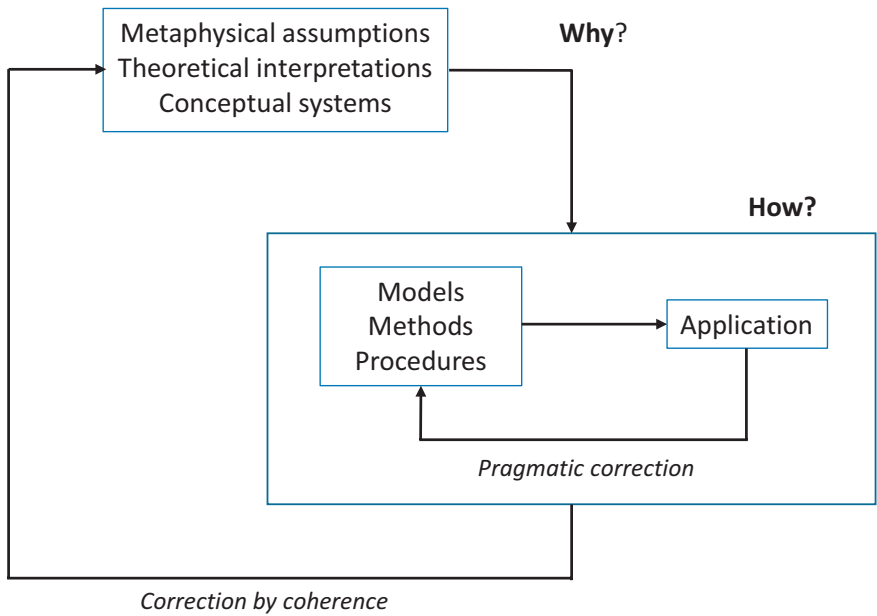 Metaphysical assumptions
Theoretical interpretations
Conceptual systems
Why?
How?
Models
Methods
Procedures
Application
Pragmatic correction
Correction by coherence